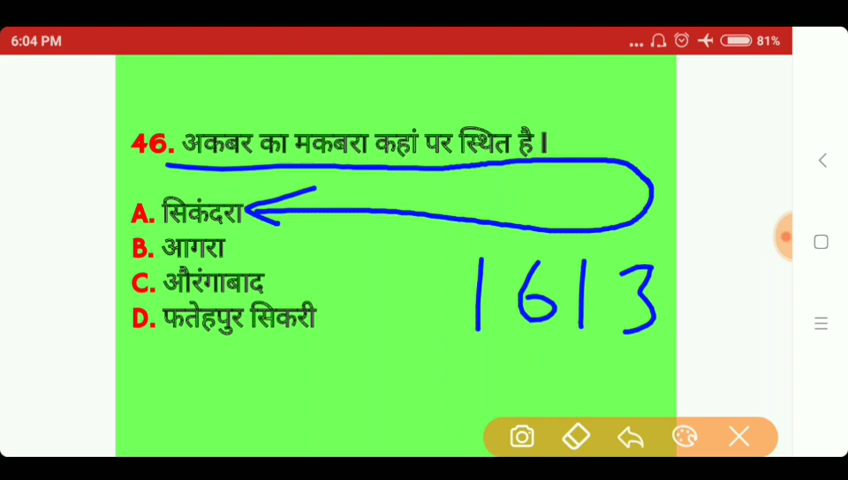 6:04 PM
81%
46. अकबर का मकबरा कहां पर स्थित है l
A. सिकंदरा
B. आगरा
C. औरंगाबाद
D. फतेहपुर सिकरी
1613